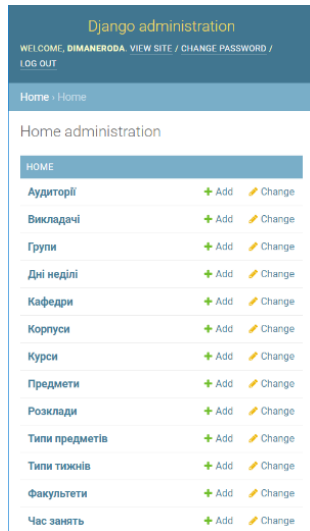 Django administration
WELCOME, DIMANERODA. VIEW SITE / CHANGE PASSWORD /
LOG OUT
Home › Home
Home administration
HOME
Аудиторії Add Change
Викладачі Add Change
Групи Add Change
Дні неділі Add Change
Кафедри Add Change
Корпуси Add Change
Курси Add Change
Предмети Add Change
Розклади Add Change
Типи предметів Add Change
Типи тижнів Add Change
Факультети Add Change
Час занять Add Change